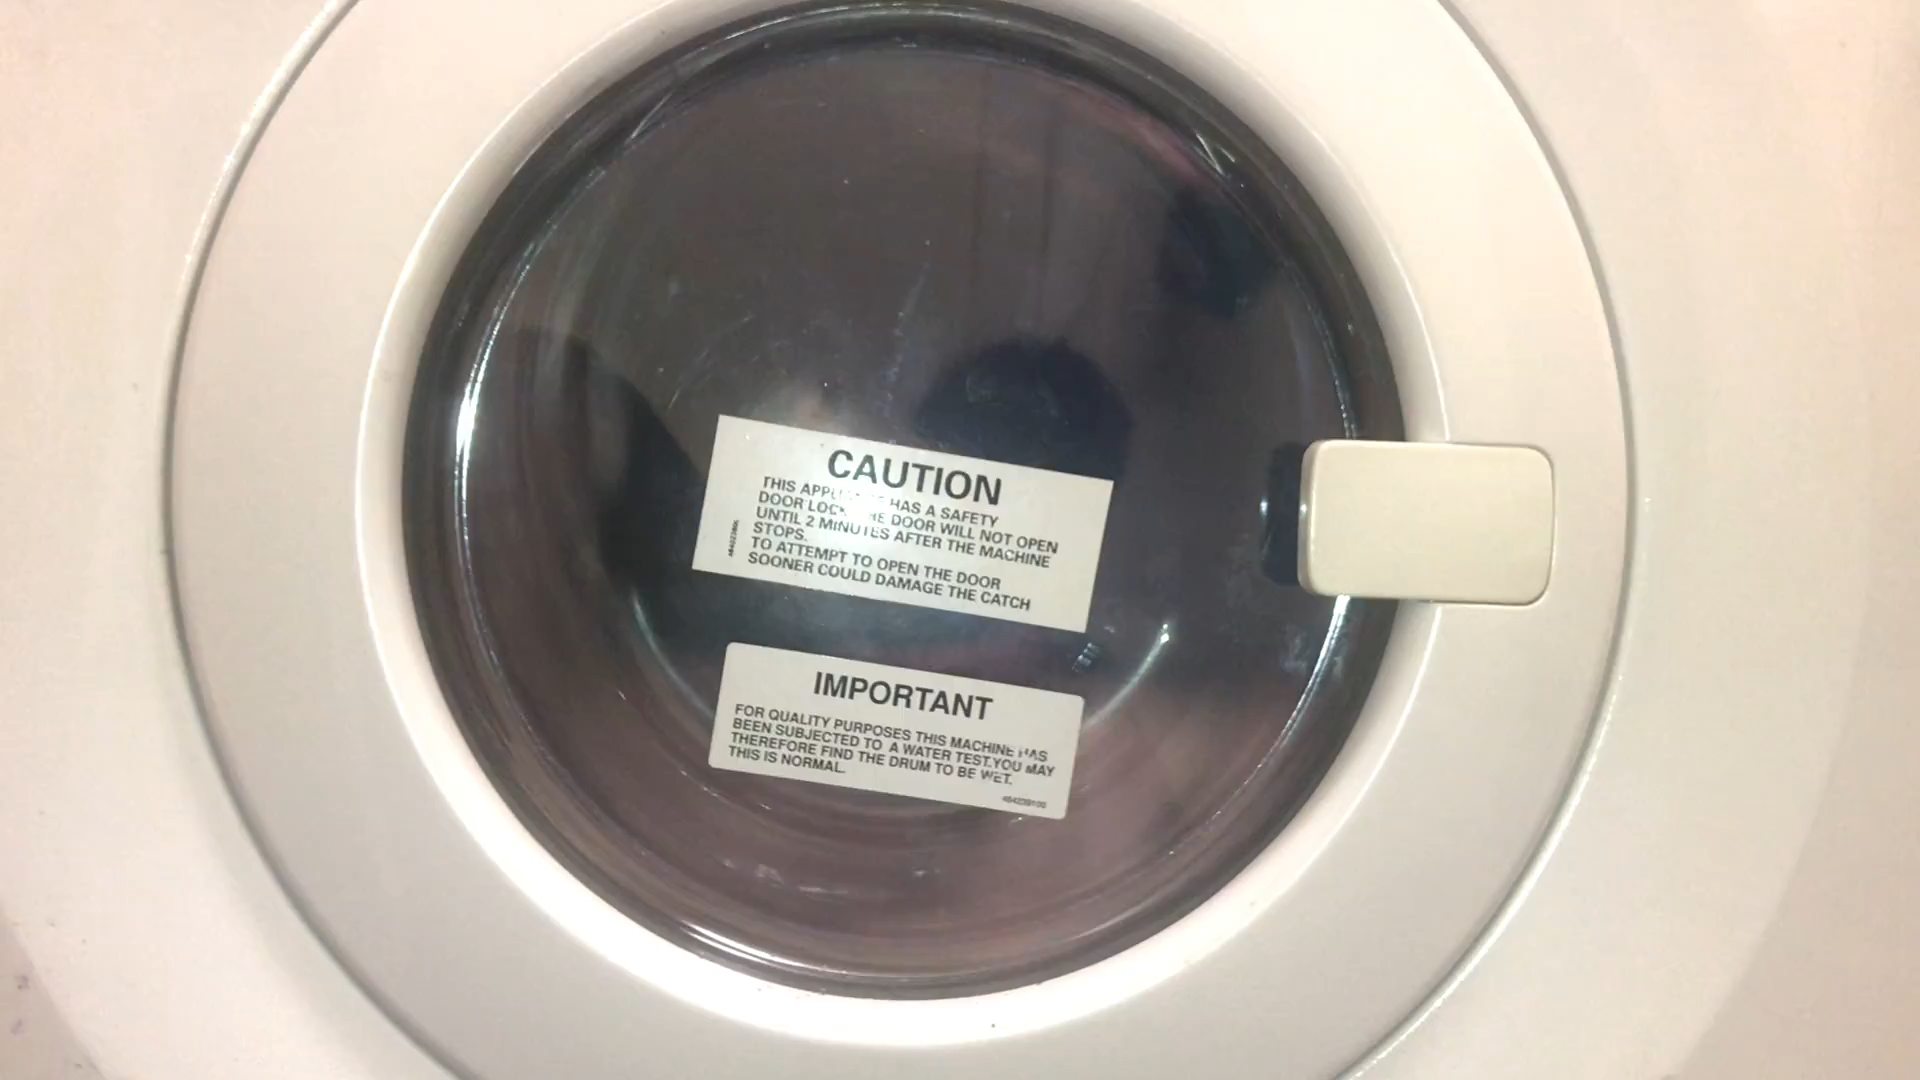 CAUTION
THIS APPLIANCE HAS A SAFETY
DOOR LOCK THE DOOR WILL NOT OPEN
UNTIL 2 MINUTES AFTER THE MACHINE
STOPS.
TO ATTEMPT TO OPEN THE DOOR
SOONER COULD DAMAGE THE CATCH
IMPORTANT
FOR QUALITY PURPOSES THIS MACHINE HAS
BEEN SUBJECTED TO A WATER TEST.YOU MAY
THEREFORE FIND THE DRUM TO BE WET.
THIS IS NORMAL.